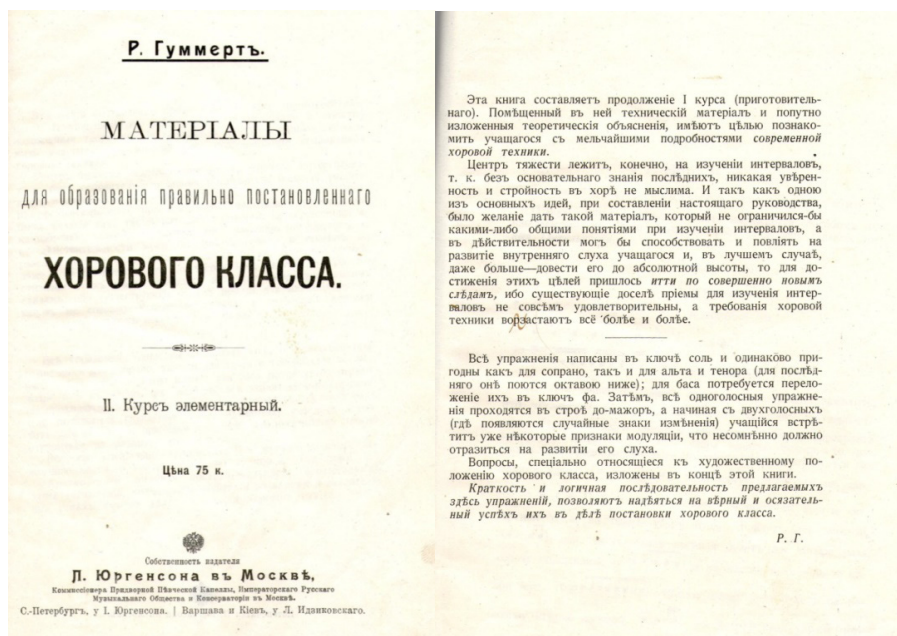 Р. Гуммертъ.
МАТЕРІАЛЫ
для образованія правильно постановленнаго
ХОРОВОГО КЛАССА.
II. Курсъ элементарный.
Цѣна 75 к.
Собственность издателя
П. Юргенсона въ Москвѣ,
Коммиссіонера Придворной Пѣвческой Капеллы, Императорскаго Русскаго
Музыкальнаго Общества и Консерваторіи въ Москвѣ.
С.-Петербургъ, у І. Юргенсона. | Варшава и Кіевъ, у Л. Идзиковскаго.
Эта книга составляетъ продолженіе I курса (приготовитель-
наго). Помѣщенный въ ней техническій матеріалъ и попутно
изложенныя теоретическія объясненія, имѣютъ цѣлью познако-
мить учащагося съ мельчайшими подробностями современной
хоровой техники.
Центръ тяжести лежитъ, конечно, на изученіи интерваловъ,
т. к. безъ основательнаго знанія послѣднихъ, никакая увѣрен-
ность и стройность въ хорѣ не мыслима. И такъ какъ одною
изъ основныхъ идей, при составленіи настоящаго руководства,
было желаніе дать такой матеріалъ, который не ограничился-бы
какими-либо общими понятіями при изученіи интерваловъ, а
въ дѣйствительности могъ бы способствовать и повліять на
развитіе внутренняго слуха учащагося и, въ лучшемъ случаѣ,
даже больше—довести его до абсолютной высоты, то для до-
стиженія этихъ цѣлей пришлось итти по совершенно новымъ
слѣдамъ, ибо существующіе доселѣ пріемы для изученія интер-
валовъ не совсѣмъ удовлетворительны, а требованія хоровой
техники возрастаютъ всё болѣе и болѣе.
Всѣ упражненія написаны въ ключѣ соль и одинаково при-
годны какъ для сопрано, такъ и для альта и тенора (для послѣд-
няго онѣ поются октавою ниже); для баса потребуется перело-
женіе ихъ въ ключъ фа. Затѣмъ, всѣ одноголосныя упражне-
нія проходятся въ строѣ до-мажоръ, а начиная съ двухголосныхъ
(гдѣ появляются случайные знаки измѣненія) учащійся встрѣ-
титъ уже нѣкоторые признаки модуляціи, что несомнѣнно должно
отразиться на развитіи его слуха.
Вопросы, спеціально относящіеся къ художественному по-
ложенію хорового класса, изложены въ концѣ этой книги.
Краткость и логичная послѣдовательность предлагаемыхъ
здѣсь упражненій, позволяютъ надѣяться на вѣрный и осязатель-
ный успѣхъ ихъ въ дѣлѣ постановки хорового класса.
Р. Г.